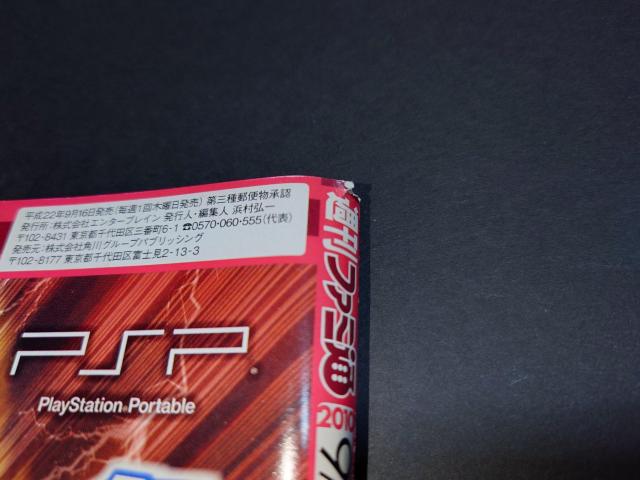 平成22年9月16日発売(毎週1回木曜日発売) 第三種郵便物承認
発行所:株式会社エンターブレイン 発行人・編集人 浜村弘一
〒102-8431 東京都千代田区三番町6-1 ☎0570-060-555(代表)
発売元:株式会社角川グループパブリッシング
〒102-8177 東京都千代田区富士見2-13-3
PSP
PlayStation®Portable
週刊ファミ通
2010